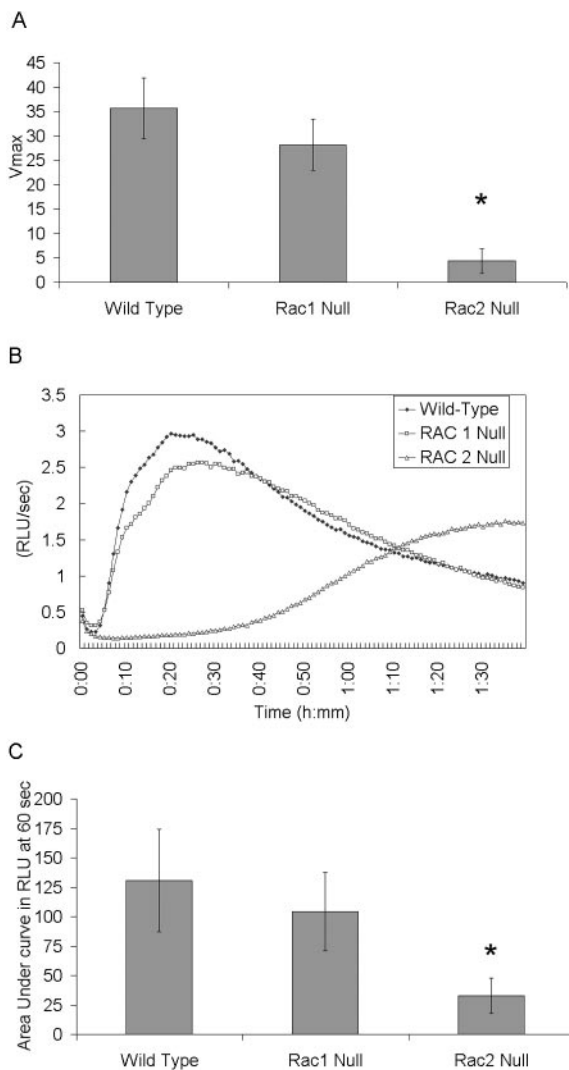 A
45
40
35
30
25
20
15
10
5
0
Vmax
*
Wild Type Rac1 Null Rac2 Null
B
3.5
3
2.5
2
1.5
1
0.5
0
(RLU/sec)
Wild-Type
RAC 1 Null
RAC 2 Null
0:00 0:10 0:20 0:30 0:40 0:50 1:00 1:10 1:20 1:30
Time (h:mm)
C
200
175
150
125
100
75
50
25
0
Area Under curve in RLU at 60 sec
*
Wild Type Rac1 Null Rac2 Null